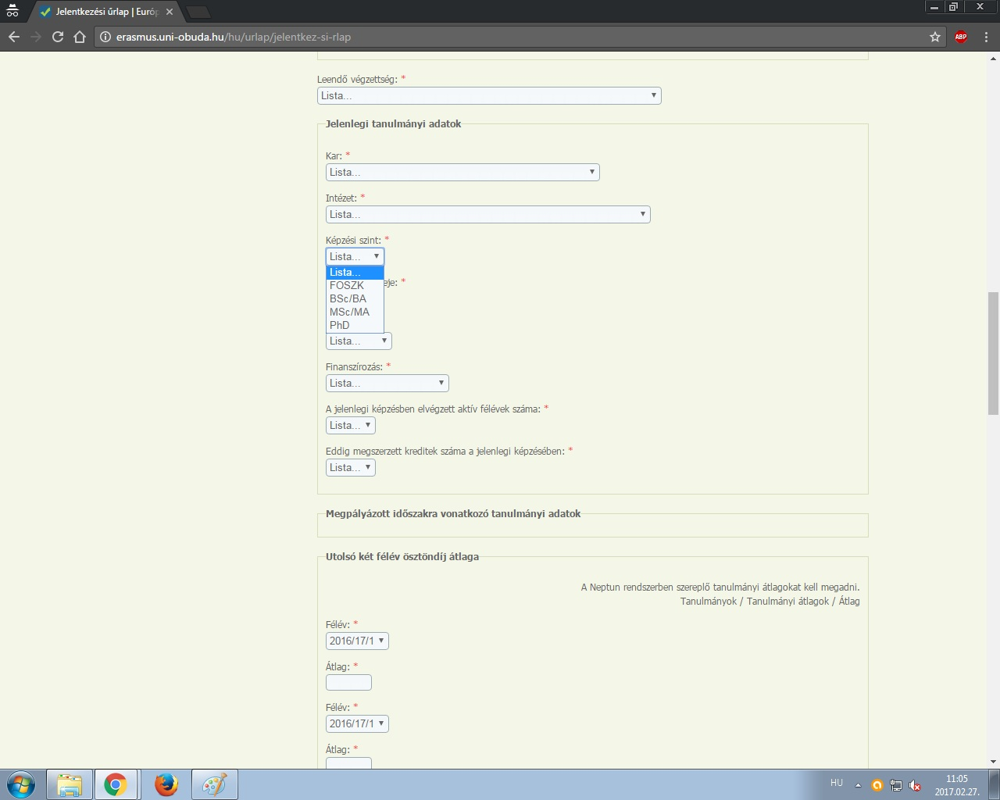 Jelentkezési űrlap | Európ
erasmus.uni-obuda.hu/hu/urlap/jelentkez-si-rlap
ABP
Leendő végzettség: *
Lista...
Jelenlegi tanulmányi adatok
Kar: *
Lista...
Intézet: *
Lista...
Képzési szint: *
Lista...
Lista...
FOSZK
eje: *
BSc/BA
MSc/MA
PhD
Lista...
Finanszírozás: *
Lista...
A jelenlegi képzésben elvégzett aktív félévek száma: *
Lista...
Eddig megszerzett kreditek száma a jelenlegi képzésében: *
Lista...
Megpályázott időszakra vonatkozó tanulmányi adatok
Utolsó két félév ösztöndíj átlaga
A Neptun rendszerben szereplő tanulmányi átlagokat kell megadni.
Tanulmányok / Tanulmányi átlagok / Átlag
Félév: *
2016/17/1
Átlag: *
Félév: *
2016/17/1
Átlag: *
HU
11:05
2017.02.27.